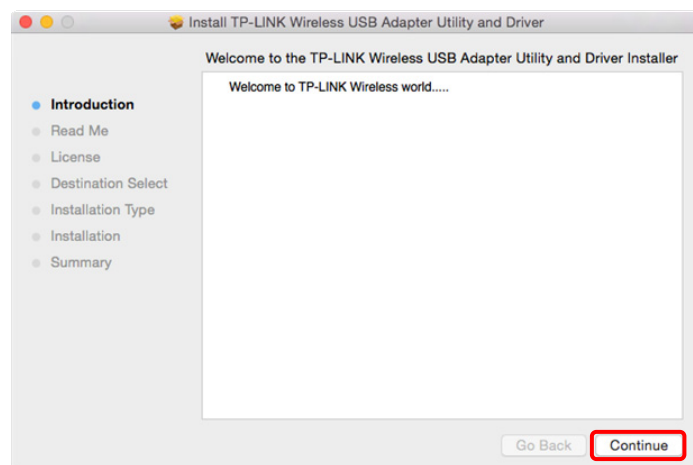 Install TP-LINK Wireless USB Adapter Utility and Driver
Welcome to the TP-LINK Wireless USB Adapter Utility and Driver Installer
Welcome to TP-LINK Wireless world.....
Introduction
Read Me
License
Destination Select
Installation Type
Installation
Summary
Go Back
Continue